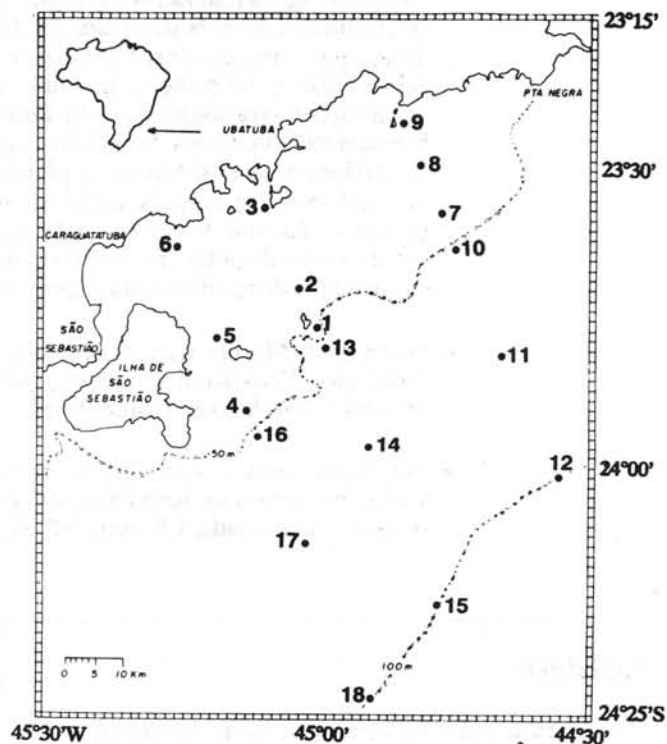 23°15'
PTA NEGRA
UBATUBA
9
8
23°30'
3
7
CARAGUATATUBA
6
10
2
1
5
13
SÃO
SEBASTIÃO
11
ILHA DE
SÃO
SEBASTIÃO
4
16
14
50m
12
24°00'
17
15
0 5 10 Km
100m
18
24°25'S
45°30'W
45°00'
44°30'